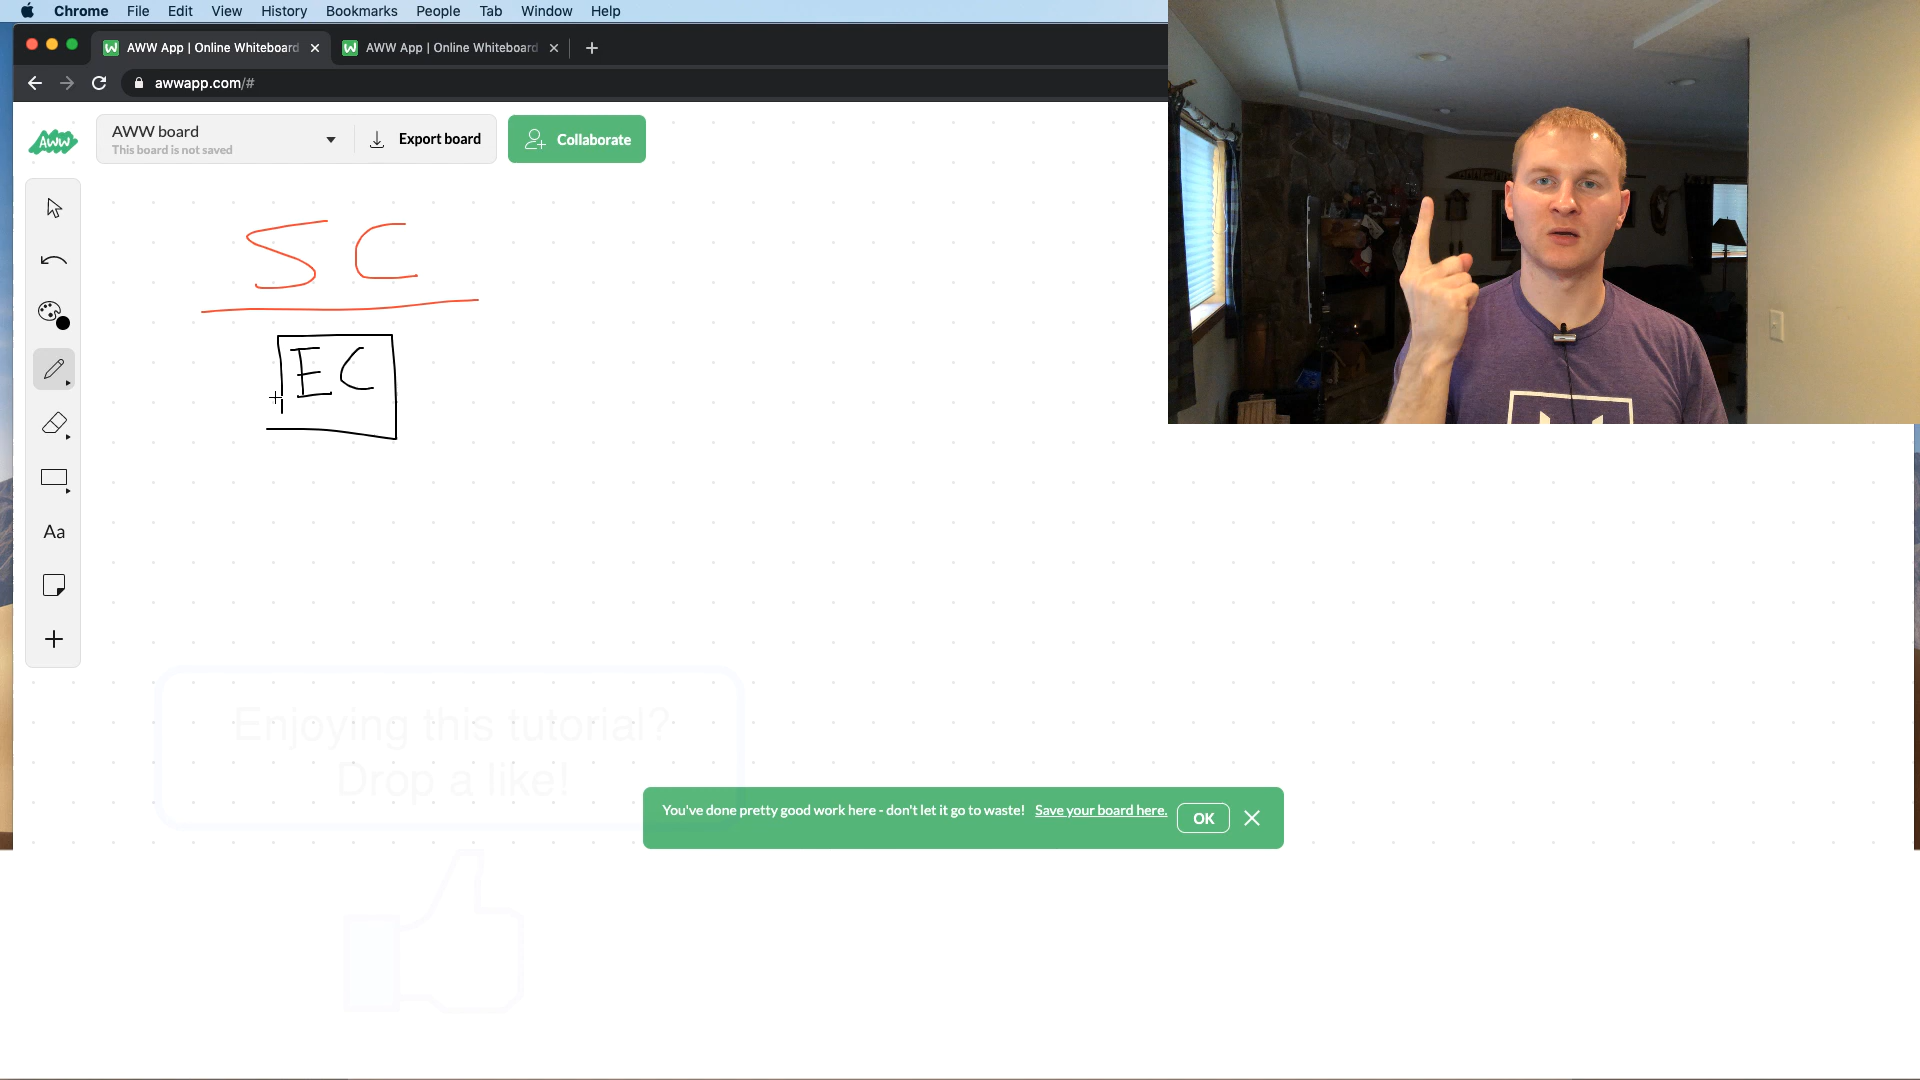 Chrome File Edit View History Bookmarks People Tab Window Help
AWW App | Online Whiteboard
AWW App | Online Whiteboard
awwapp.com/#
AWW
AWW board
This board is not saved
Export board
Collaborate
SC
EC
Aa
Enjoying this tutorial?
Drop a like!
You've done pretty good work here - don't let it go to waste! Save your board here.
OK